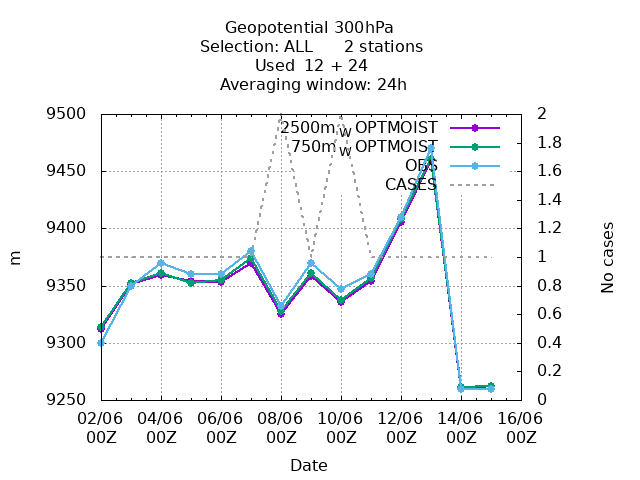 Geopotential 300hPa
Selection: ALL 2 stations
Used 12 + 24
Averaging window: 24h
9500
9450
9400
9350
9300
9250
m
2500m_W OPTMOIST
750m_W OPTMOIST
OBS
CASES
2
1.8
1.6
1.4
1.2
1
0.8
0.6
0.4
0.2
0
No cases
02/06 04/06 06/06 08/06 10/06 12/06 14/06 16/06
00Z 00Z 00Z 00Z 00Z 00Z 00Z 00Z
Date